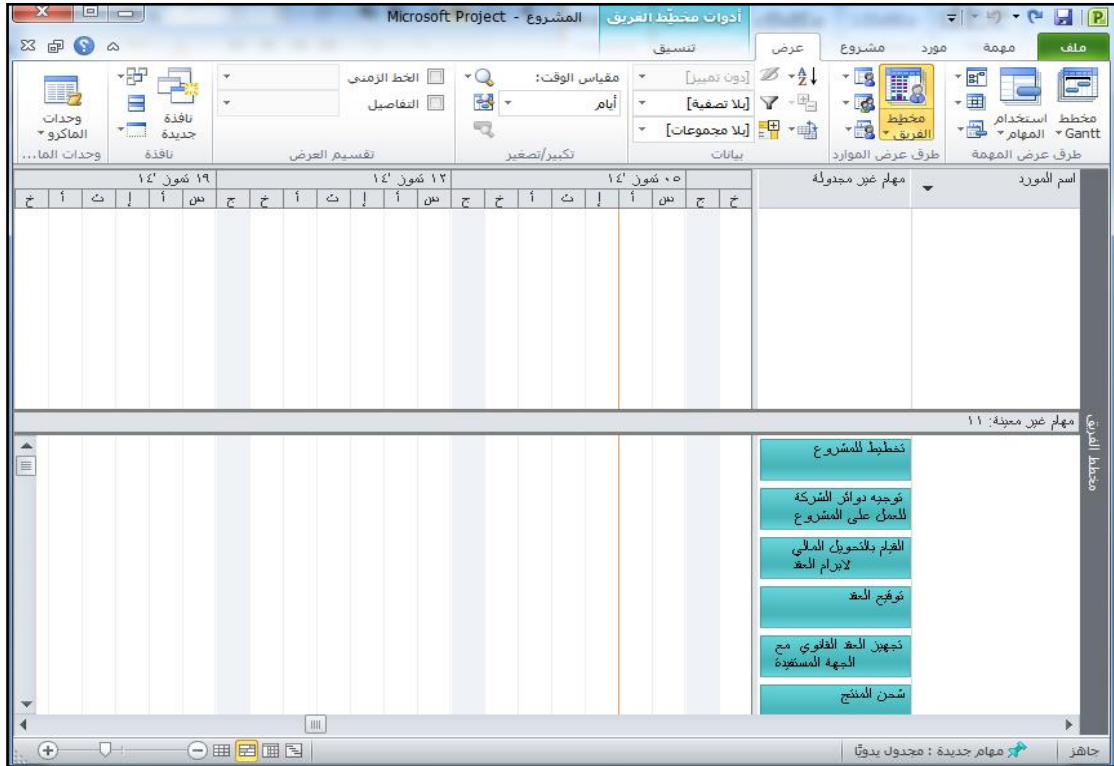 أدوات مخطط الفريق
المشروع - Microsoft Project
ملف
مهمة
مورد
مشروع
عرض
تنسيق
مخطط
Gantt
استخدام
المهام
طرق عرض المهمة
مخطط
الفريق
طرق عرض الموارد
[دون تمييز]
[بلا تصفية]
[بلا مجموعات]
بيانات
مقياس الوقت:
أيام
تكبير/تصغير
الخط الزمني
التفاصيل
تقسيم العرض
نافذة
جديدة
نافذة
وحدات
الماكرو
وحدات الما...
اسم المورد
مهام غير مجدولة
٠٥ تموز '١٤
١٢ تموز '١٤
١٩ تموز '١٤
خ ج س أ إ ث أ خ ج س أ إ ث أ خ ج س أ إ ث أ خ
مهام غير معينة: ١١
مخطط الفريق
تخطيط للمشروع
توجيه دوائر الشركة
للعمل على المشروع
القيام بالتمويل المالي
لابرام العقد
توقيع العقد
تجهيز العقد القانوي مع
الجهة المستفيدة
شحن المنتج
جاهز
مهام جديدة : مجدول يدويًا